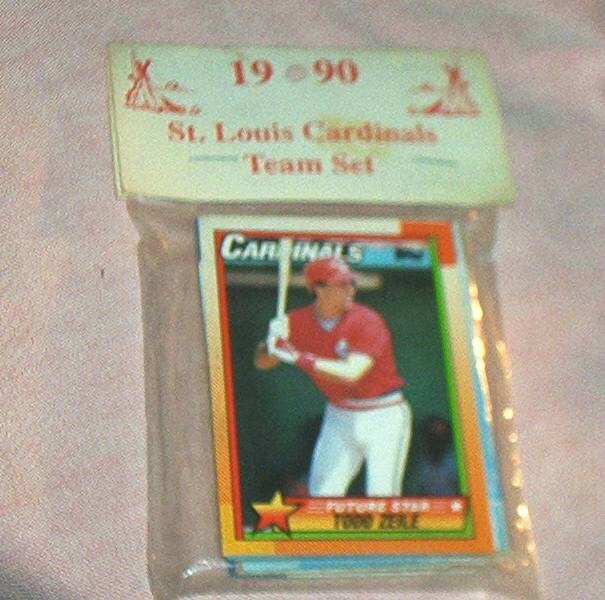 19 90
St. Louis Cardinals
Team Set
CARDINALS
FUTURE STAR
TODD ZEILE